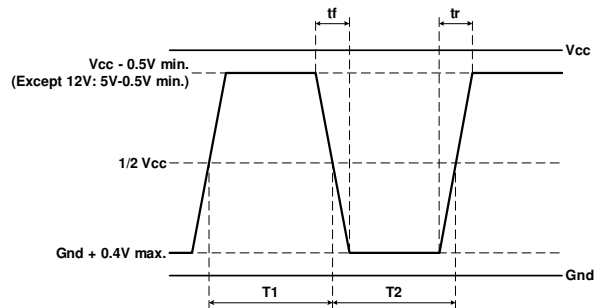 tf
tr
Vcc
Vcc - 0.5V min.
(Except 12V: 5V-0.5V min.)
1/2 Vcc
Gnd + 0.4V max.
Gnd
T1
T2